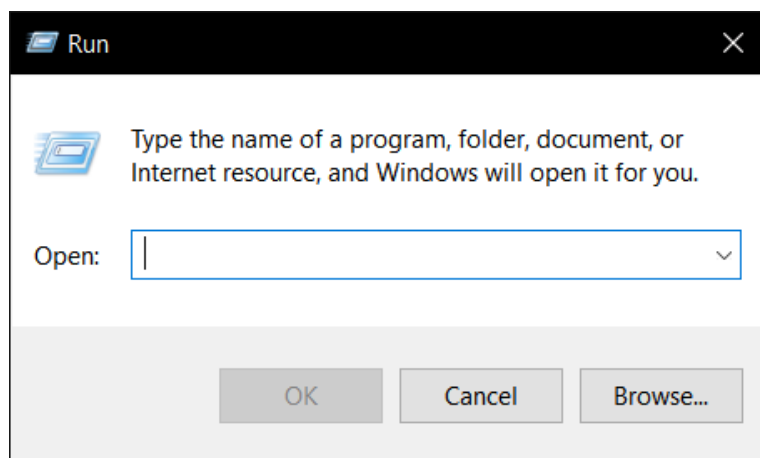 Run
Type the name of a program, folder, document, or
Internet resource, and Windows will open it for you.
Open:
OK Cancel Browse...